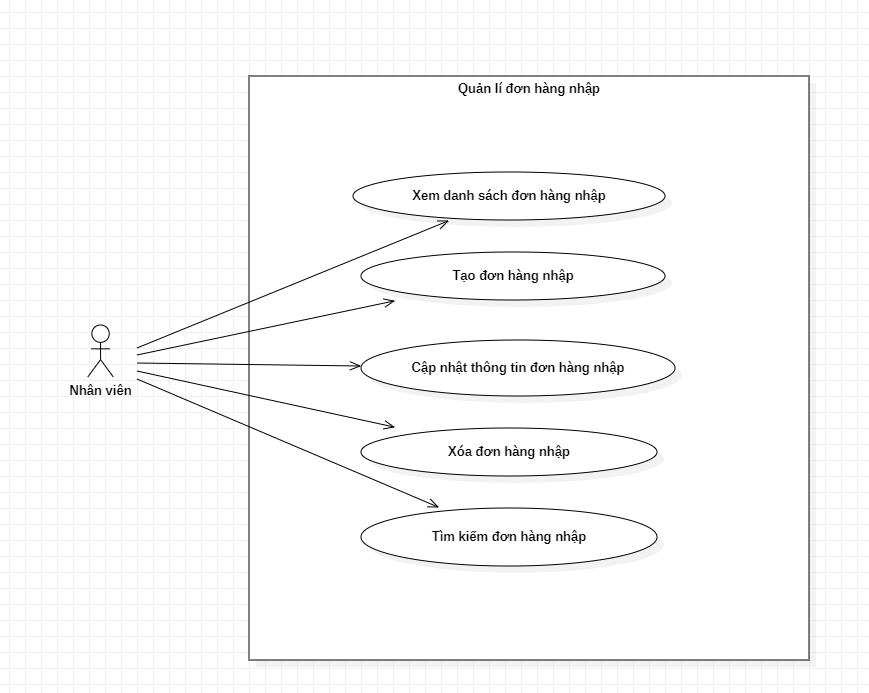 Quản lí đơn hàng nhập
Xem danh sách đơn hàng nhập
Tạo đơn hàng nhập
Cập nhật thông tin đơn hàng nhập
Nhân viên
Xóa đơn hàng nhập
Tìm kiếm đơn hàng nhập